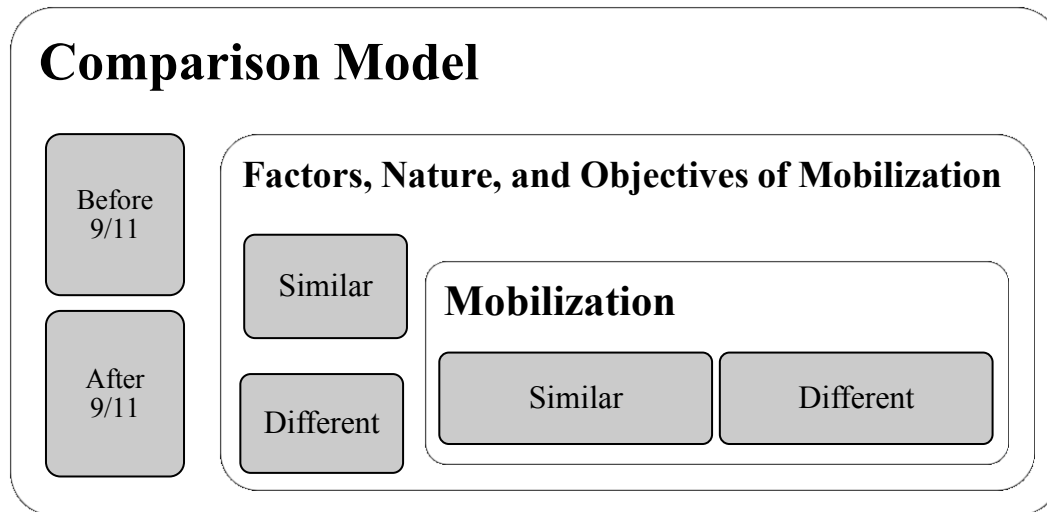 Comparison Model
Before
9/11
After
9/11
Factors, Nature, and Objectives of Mobilization
Similar
Different
Mobilization
Similar
Different